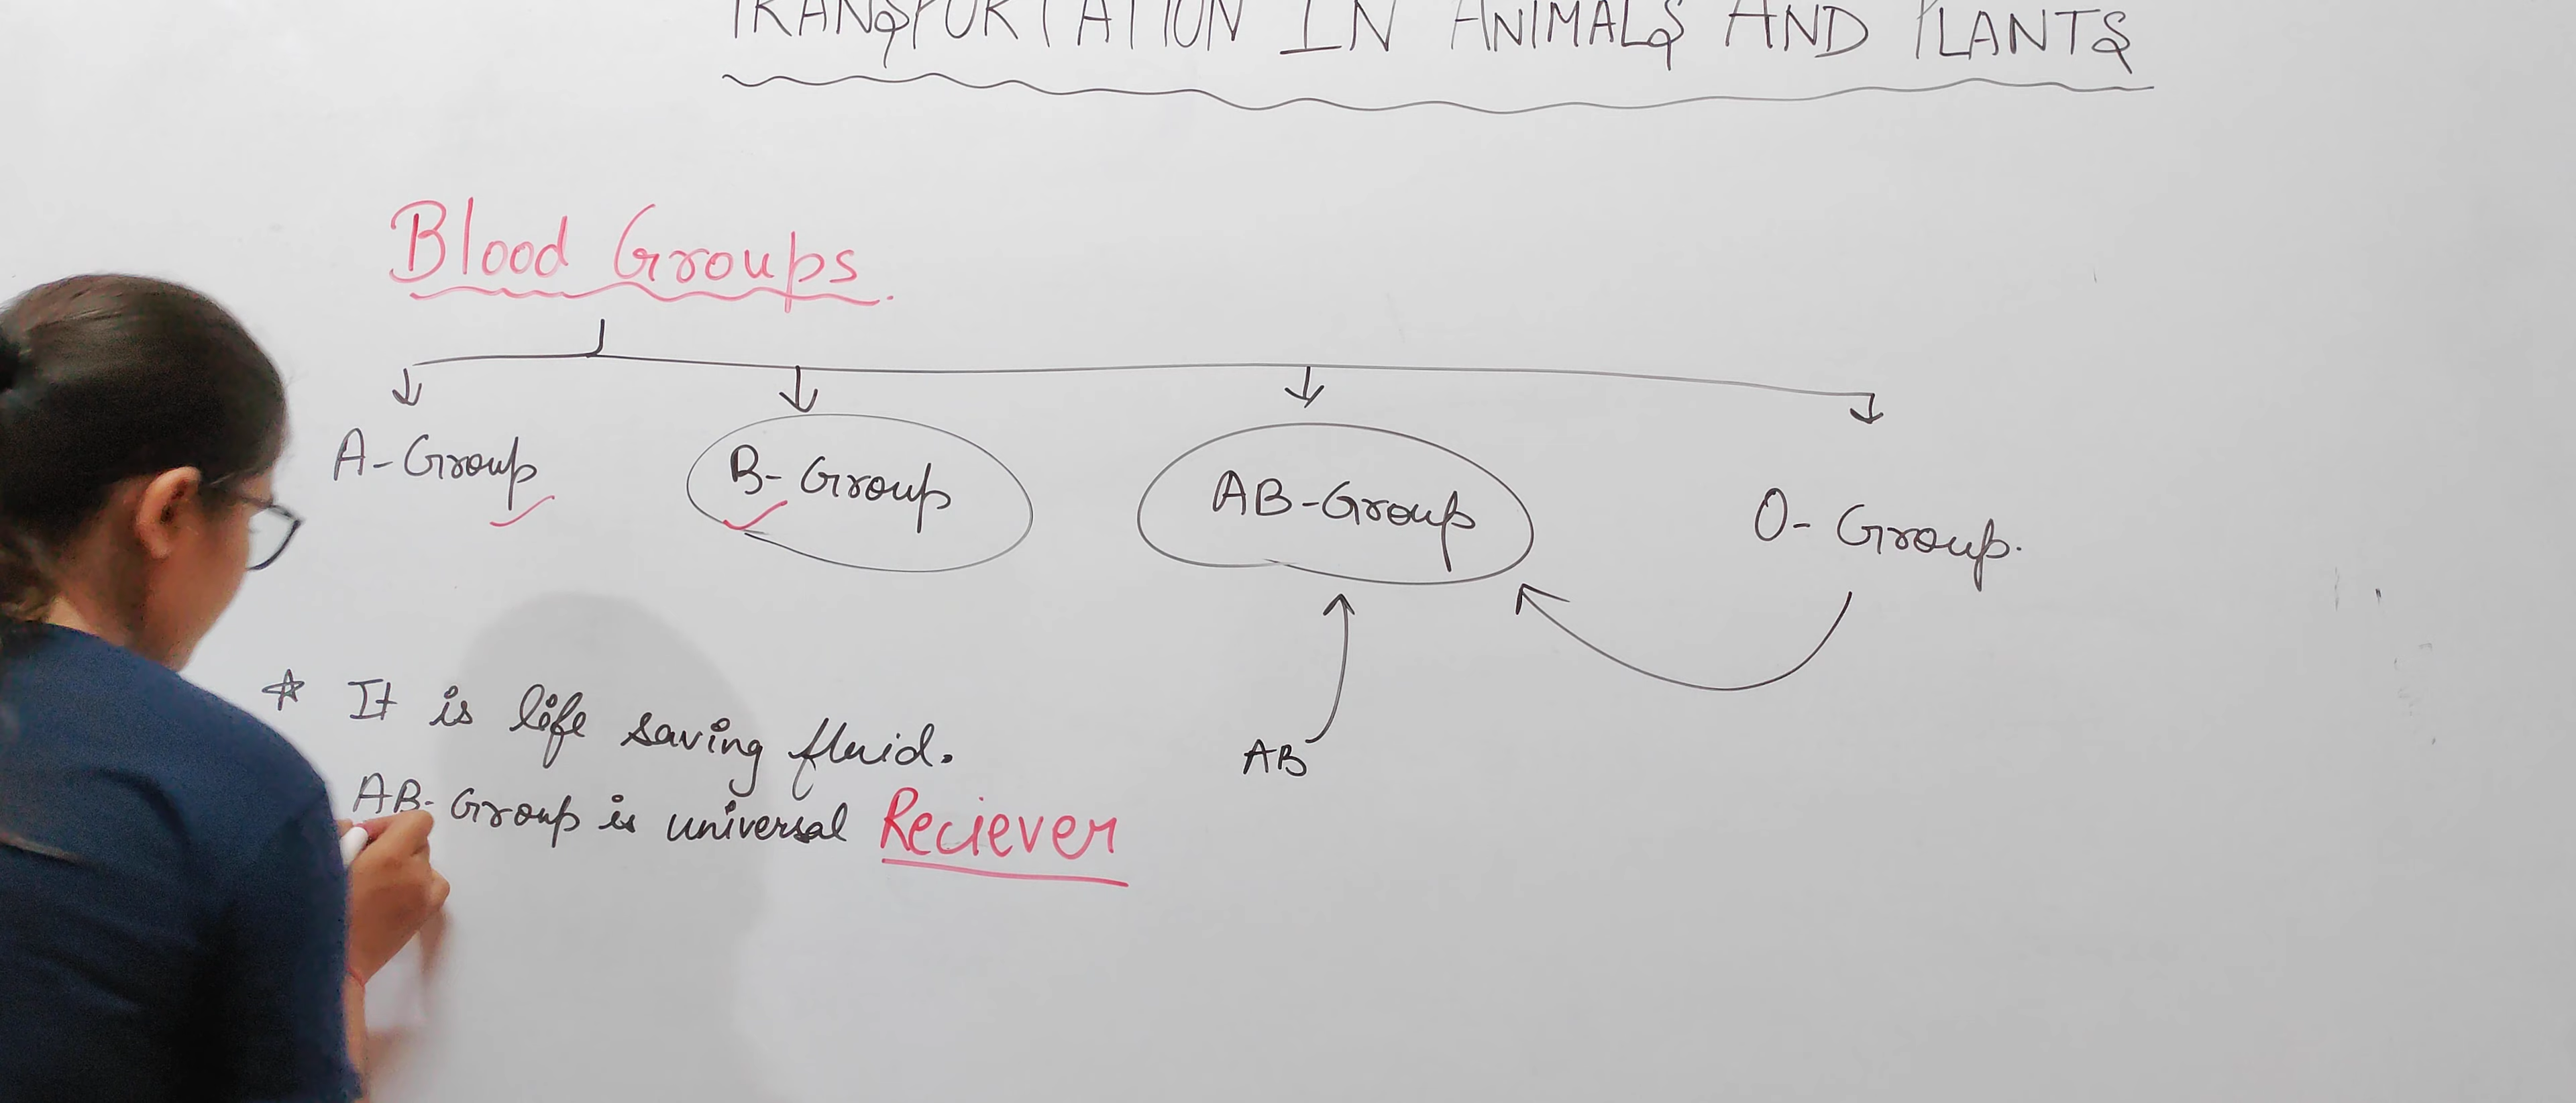 TRANSPORTATION IN ANIMALS AND PLANTS
Blood Groups.
A-Group
B-Group
AB-Group
O-Group.
AB
* It is life saving fluid.
AB-Group is universal Reciever